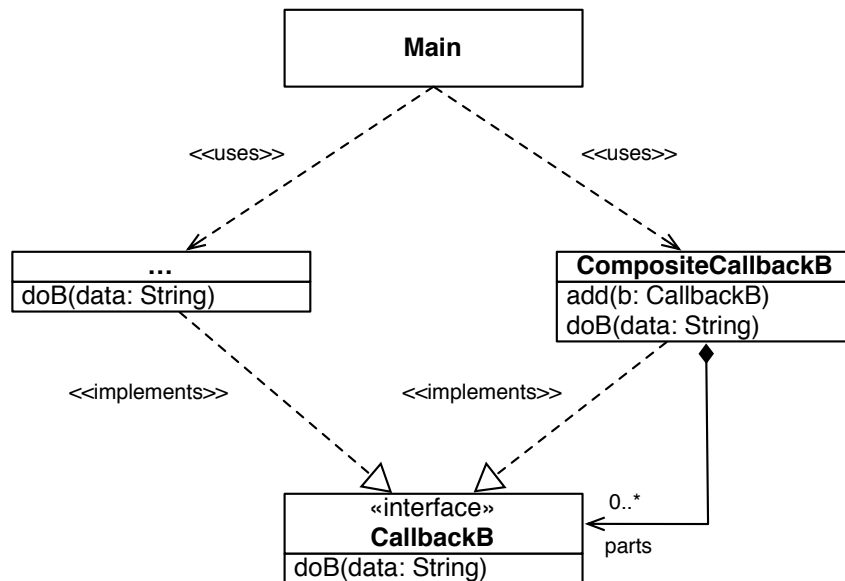 Main
<<uses>>
<<uses>>
...
doB(data: String)
CompositeCallbackB
add(b: CallbackB)
doB(data: String)
<<implements>>
<<implements>>
«interface»
CallbackB
doB(data: String)
0..*
parts